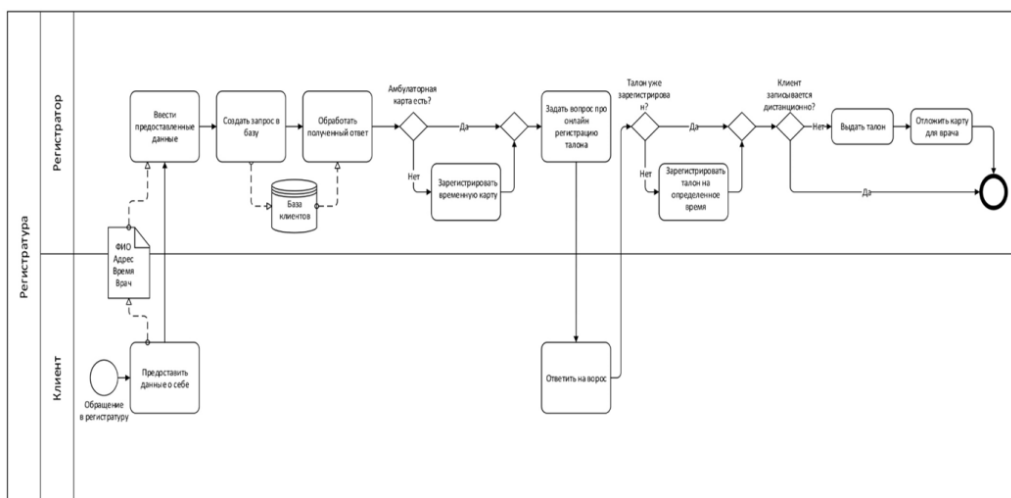 Регистратура
Регистратор
Клиент
Ввести
предоставленные
данные
Создать запрос в
базу
Обработать
полученный ответ
Амбулаторная
карта есть?
Да
Нет
Зарегистрировать
временную карту
База
клиентов
Задать вопрос про
онлайн
регистрацию
талона
Талон уже
зарегистрирова
н?
Да
Нет
Зарегистрировать
талон на
определенное
время
Клиент
записывается
дистанционно?
Нет
Да
Выдать талон
Отложить карту
для врача
ФИО
Адрес
Время
Врач
Обращение
в регистратуру
Предоставить
данные о себе
Ответить на ворос